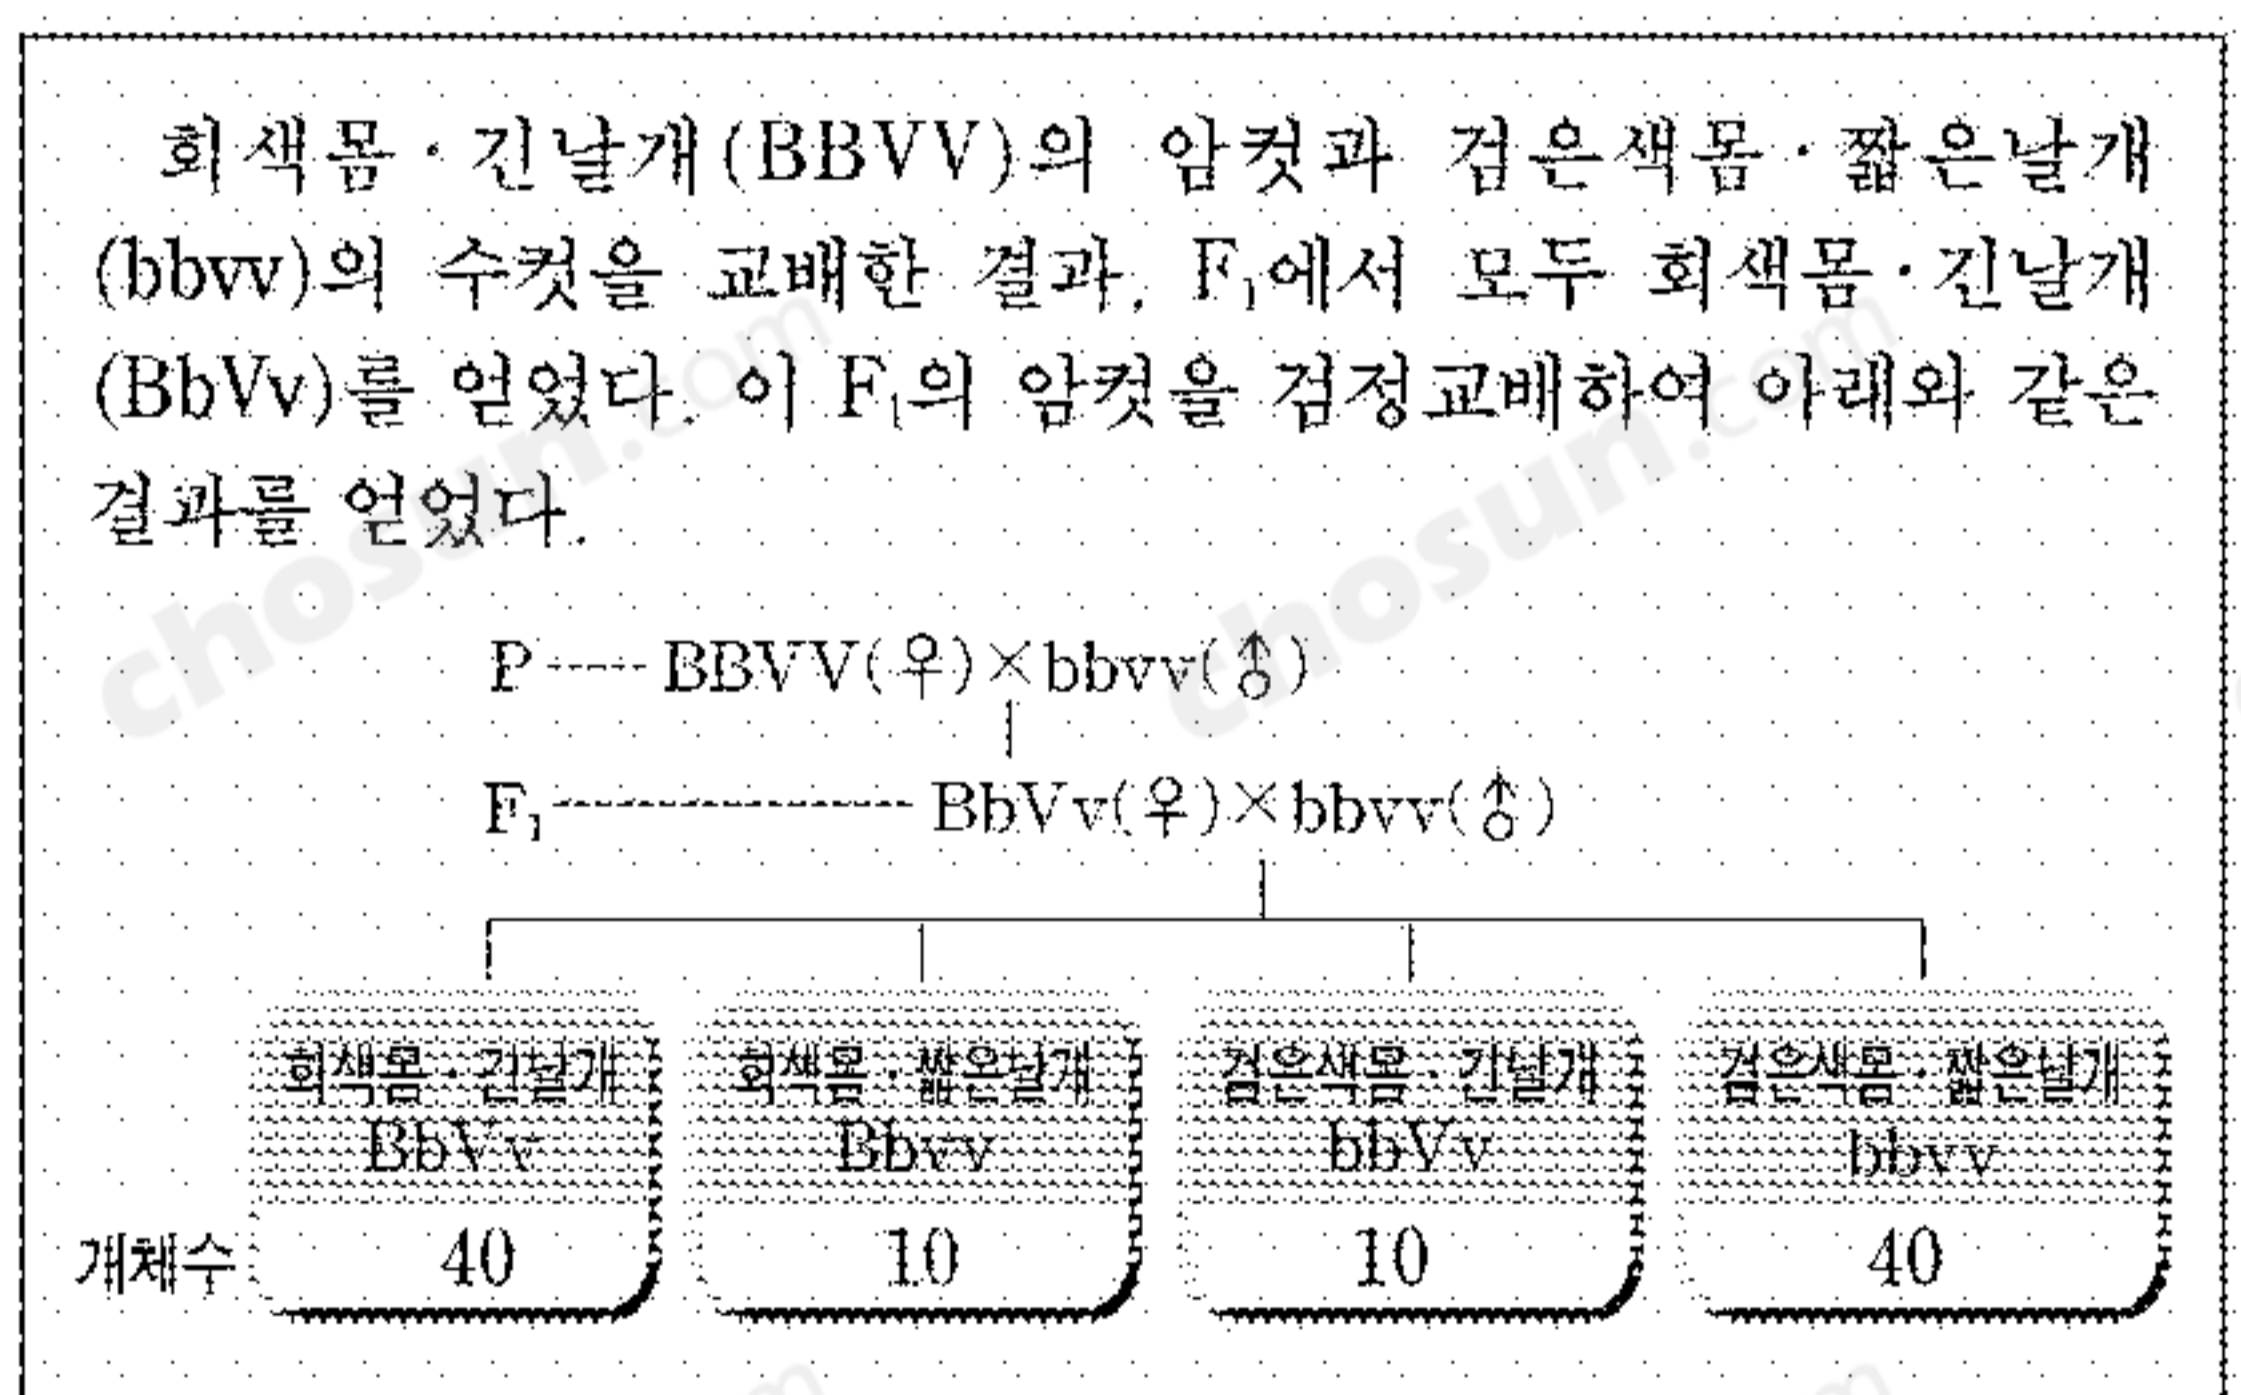 회색몸·긴날개(BBVV)의 암컷과 검은색몸·짧은날개
(bbvv)의 수컷을 교배한 결과, F₁에서 모두 회색몸·긴날개
(BbVv)를 얻었다. 이 F₁의 암컷을 검정교배하여 아래와 같은
결과를 얻었다.
P ----- BBVV(♀)×bbvv(♂)
F₁ ----------------- BbVv(♀)×bbvv(♂)
회색몸·긴날개 회색몸·짧은날개 검은색몸·긴날개 검은색몸·짧은날개
BbVv Bbvv bbVv bbvv
개체수 40 10 10 40
chosun.com chosun.com